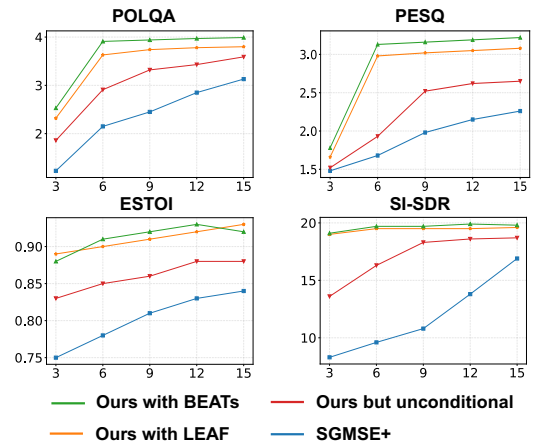 POLQA
PESQ
4
3
2
3 6 9 12 15
3.0
2.5
2.0
1.5
3 6 9 12 15
ESTOI
SI-SDR
0.90
0.85
0.80
0.75
3 6 9 12 15
20
15
10
3 6 9 12 15
Ours with BEATs
Ours but unconditional
Ours with LEAF
SGMSE+